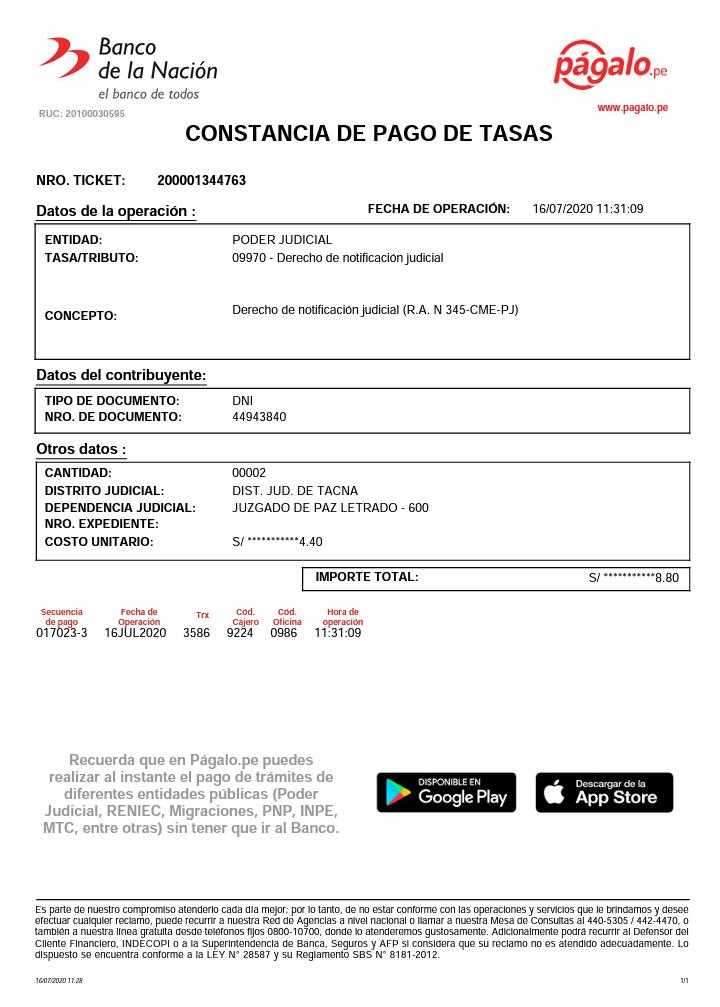 Banco
de la Nación
el banco de todos
RUC: 20100030595
págalo.pe
www.pagalo.pe
CONSTANCIA DE PAGO DE TASAS
NRO. TICKET: 200001344763
Datos de la operación : FECHA DE OPERACIÓN: 16/07/2020 11:31:09
ENTIDAD: PODER JUDICIAL
TASA/TRIBUTO: 09970 - Derecho de notificación judicial
CONCEPTO: Derecho de notificación judicial (R.A. N 345-CME-PJ)
Datos del contribuyente:
TIPO DE DOCUMENTO: DNI
NRO. DE DOCUMENTO: 44943840
Otros datos :
CANTIDAD: 00002
DISTRITO JUDICIAL: DIST. JUD. DE TACNA
DEPENDENCIA JUDICIAL: JUZGADO DE PAZ LETRADO - 600
NRO. EXPEDIENTE:
COSTO UNITARIO: S/ ***********4.40
IMPORTE TOTAL: S/ ***********8.80
Secuencia de pago Fecha de Operación Trx Cód. Cajero Cód. Oficina Hora de operación
017023-3 16JUL2020 3586 9224 0986 11:31:09
Recuerda que en Págalo.pe puedes
realizar al instante el pago de trámites de
diferentes entidades públicas (Poder
Judicial, RENIEC, Migraciones, PNP, INPE,
MTC, entre otras) sin tener que ir al Banco.
DISPONIBLE EN
Google Play
Descargar de la
App Store
Es parte de nuestro compromiso atenderlo cada día mejor; por lo tanto, de no estar conforme con las operaciones y servicios que le brindamos y desee
efectuar cualquier reclamo, puede recurrir a nuestra Red de Agencias a nivel nacional o llamar a nuestra Mesa de Consultas al 440-5305 / 442-4470, o
también a nuestra línea gratuita desde teléfonos fijos 0800-10700, donde lo atenderemos gustosamente. Adicionalmente podrá recurrir al Defensor del
Cliente Financiero, INDECOPI o a la Superintendencia de Banca, Seguros y AFP si considera que su reclamo no es atendido adecuadamente. Lo
dispuesto se encuentra conforme a la LEY N° 28587 y su Reglamento SBS N° 8181-2012.
16/07/2020 11:28 1/1